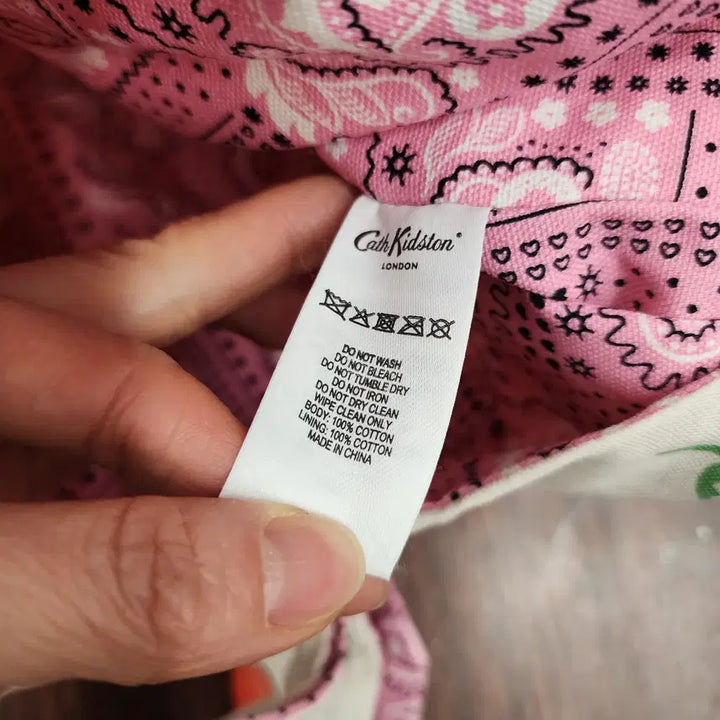 Cath Kidston
LONDON
DO NOT WASH
DO NOT BLEACH
DO NOT TUMBLE DRY
DO NOT IRON
DO NOT DRY CLEAN
WIPE CLEAN ONLY
BODY: 100% COTTON
LINING: 100% COTTON
MADE IN CHINA